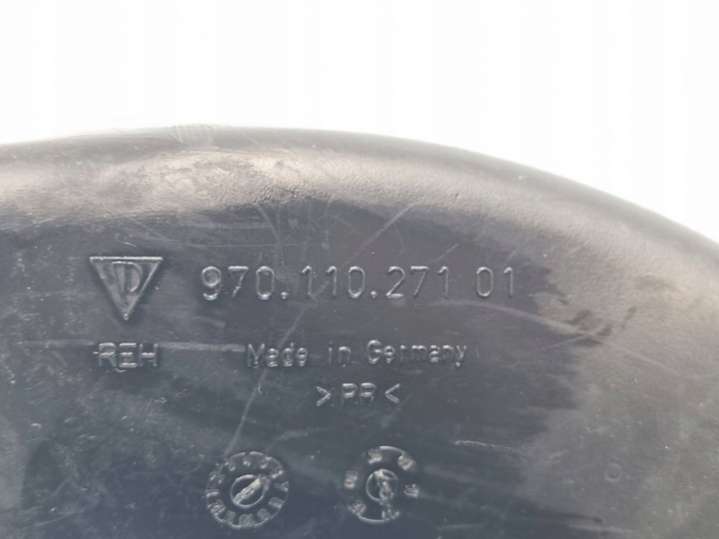 970.110.271 01
REH Made in Germany
>PP<